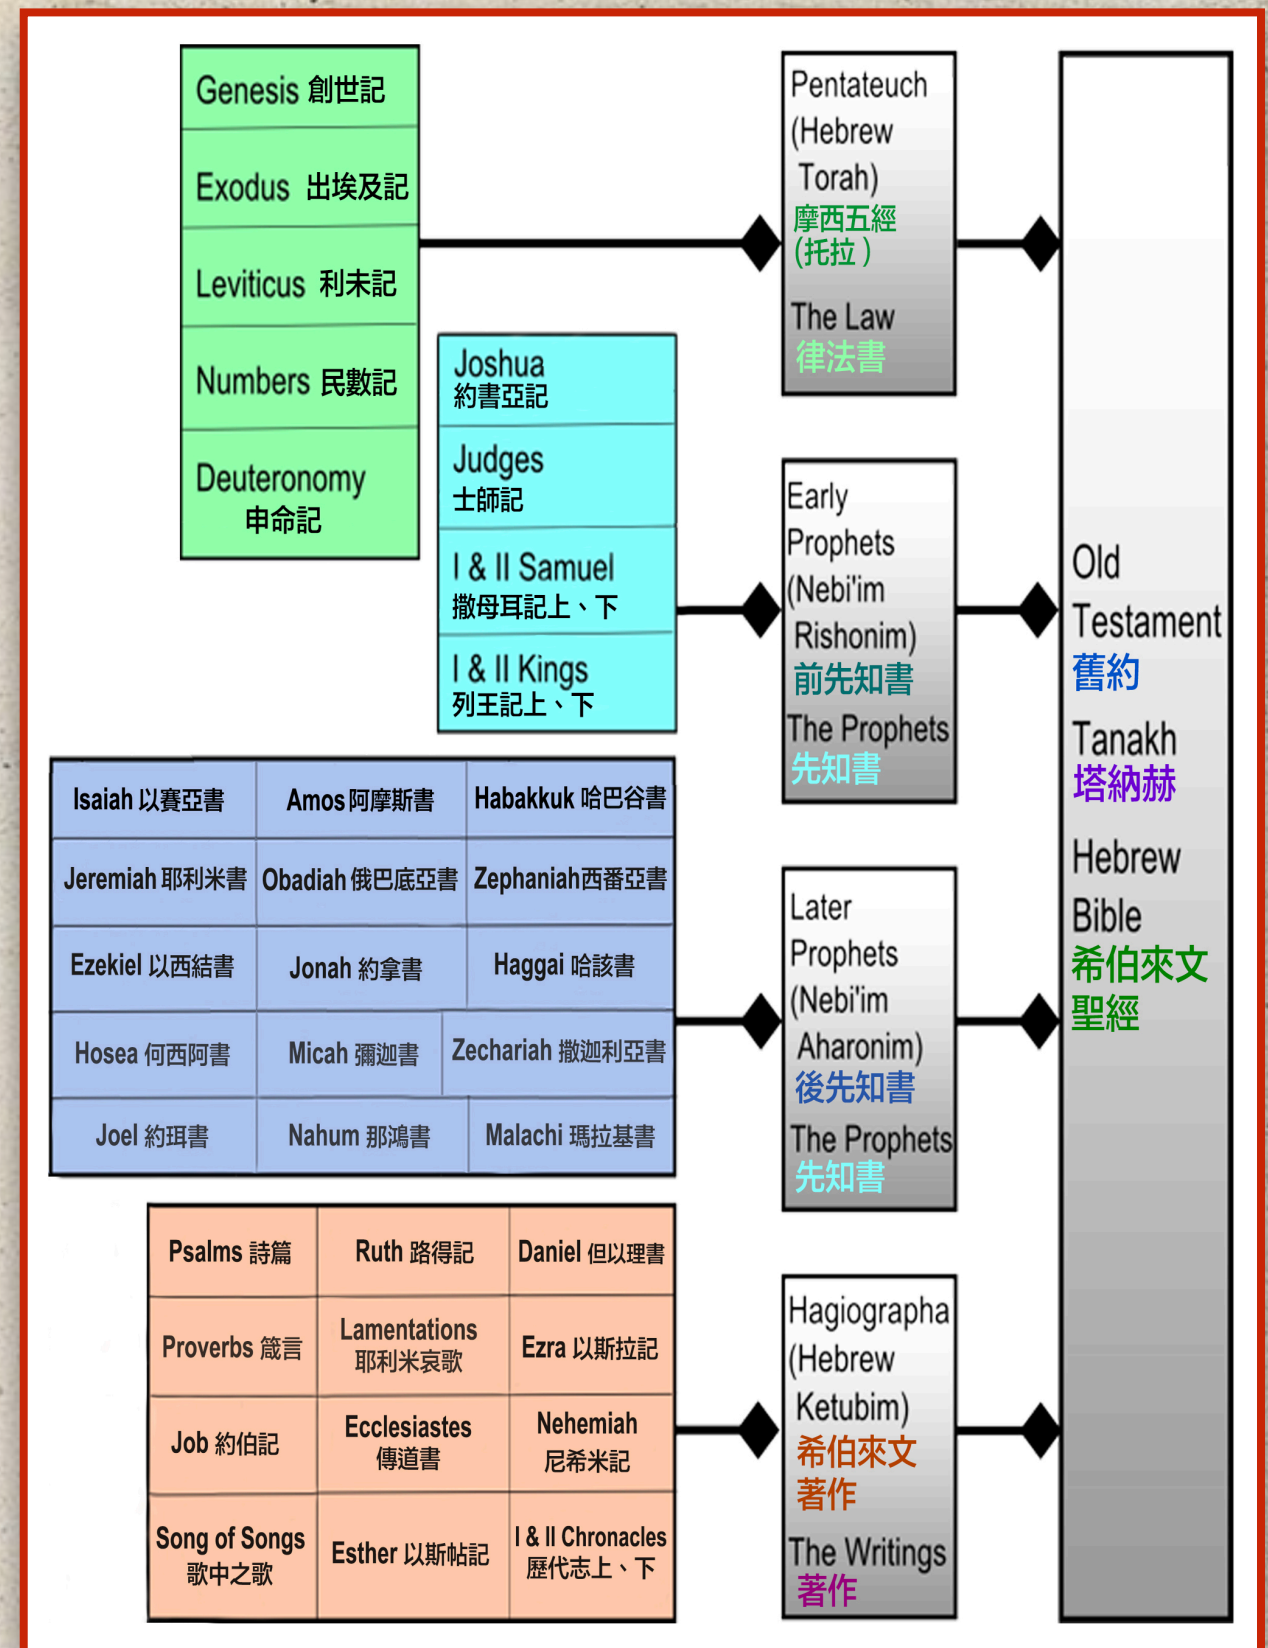 Genesis 創世記
Exodus 出埃及記
Leviticus 利未記
Numbers 民數記
Deuteronomy
申命記
Joshua
約書亞記
Judges
士師記
I & II Samuel
撒母耳記上、下
I & II Kings
列王記上、下
Isaiah 以賽亞書
Amos 阿摩斯書
Habakkuk 哈巴谷書
Jeremiah 耶利米書
Obadiah 俄巴底亞書
Zephaniah西番亞書
Ezekiel 以西結書
Jonah 約拿書
Haggai 哈該書
Hosea 何西阿書
Micah 彌迦書
Zechariah 撒迦利亞書
Joel 約珥書
Nahum 那鴻書
Malachi 瑪拉基書
Psalms 詩篇
Ruth 路得記
Daniel 但以理書
Proverbs 箴言
Lamentations
耶利米哀歌
Ezra 以斯拉記
Job 約伯記
Ecclesiastes
傳道書
Nehemiah
尼希米記
Song of Songs
歌中之歌
Esther 以斯帖記
I & II Chronacles
歷代志上、下
Pentateuch
(Hebrew
Torah)
摩西五經
(托拉)
The Law
律法書
Early
Prophets
(Nebi'im
Rishonim)
前先知書
The Prophets
先知書
Later
Prophets
(Nebi'im
Aharonim)
後先知書
The Prophets
先知書
Hagiographa
(Hebrew
Ketubim)
希伯來文
著作
The Writings
著作
Old
Testament
舊約
Tanakh
塔納赫
Hebrew
Bible
希伯來文
聖經